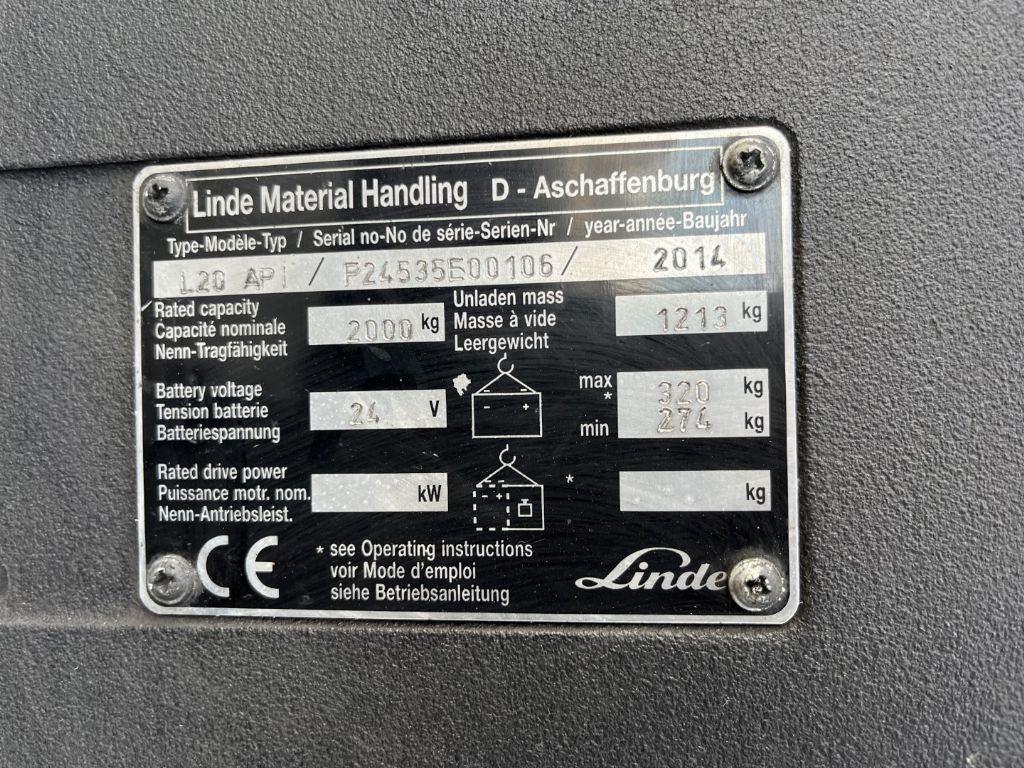 Linde Material Handling D - Aschaffenburg
Type-Modèle-Typ / Serial no-No de série-Serien-Nr / year-année-Baujahr
L20 APi / F24535E00106 / 2014
Rated capacity
Capacité nominale
Nenn-Tragfähigkeit
2000 kg
Unladen mass
Masse à vide
Leergewicht
1213 kg
Battery voltage
Tension batterie
Batteriespannung
24 V
- -
- +
max 320 kg
*
min 274 kg
Rated drive power
Puissance motr. nom.
Nenn-Antriebsleist.
kW
- +
* kg
CE
* see Operating instructions
voir Mode d'emploi
siehe Betriebsanleitung
Linde